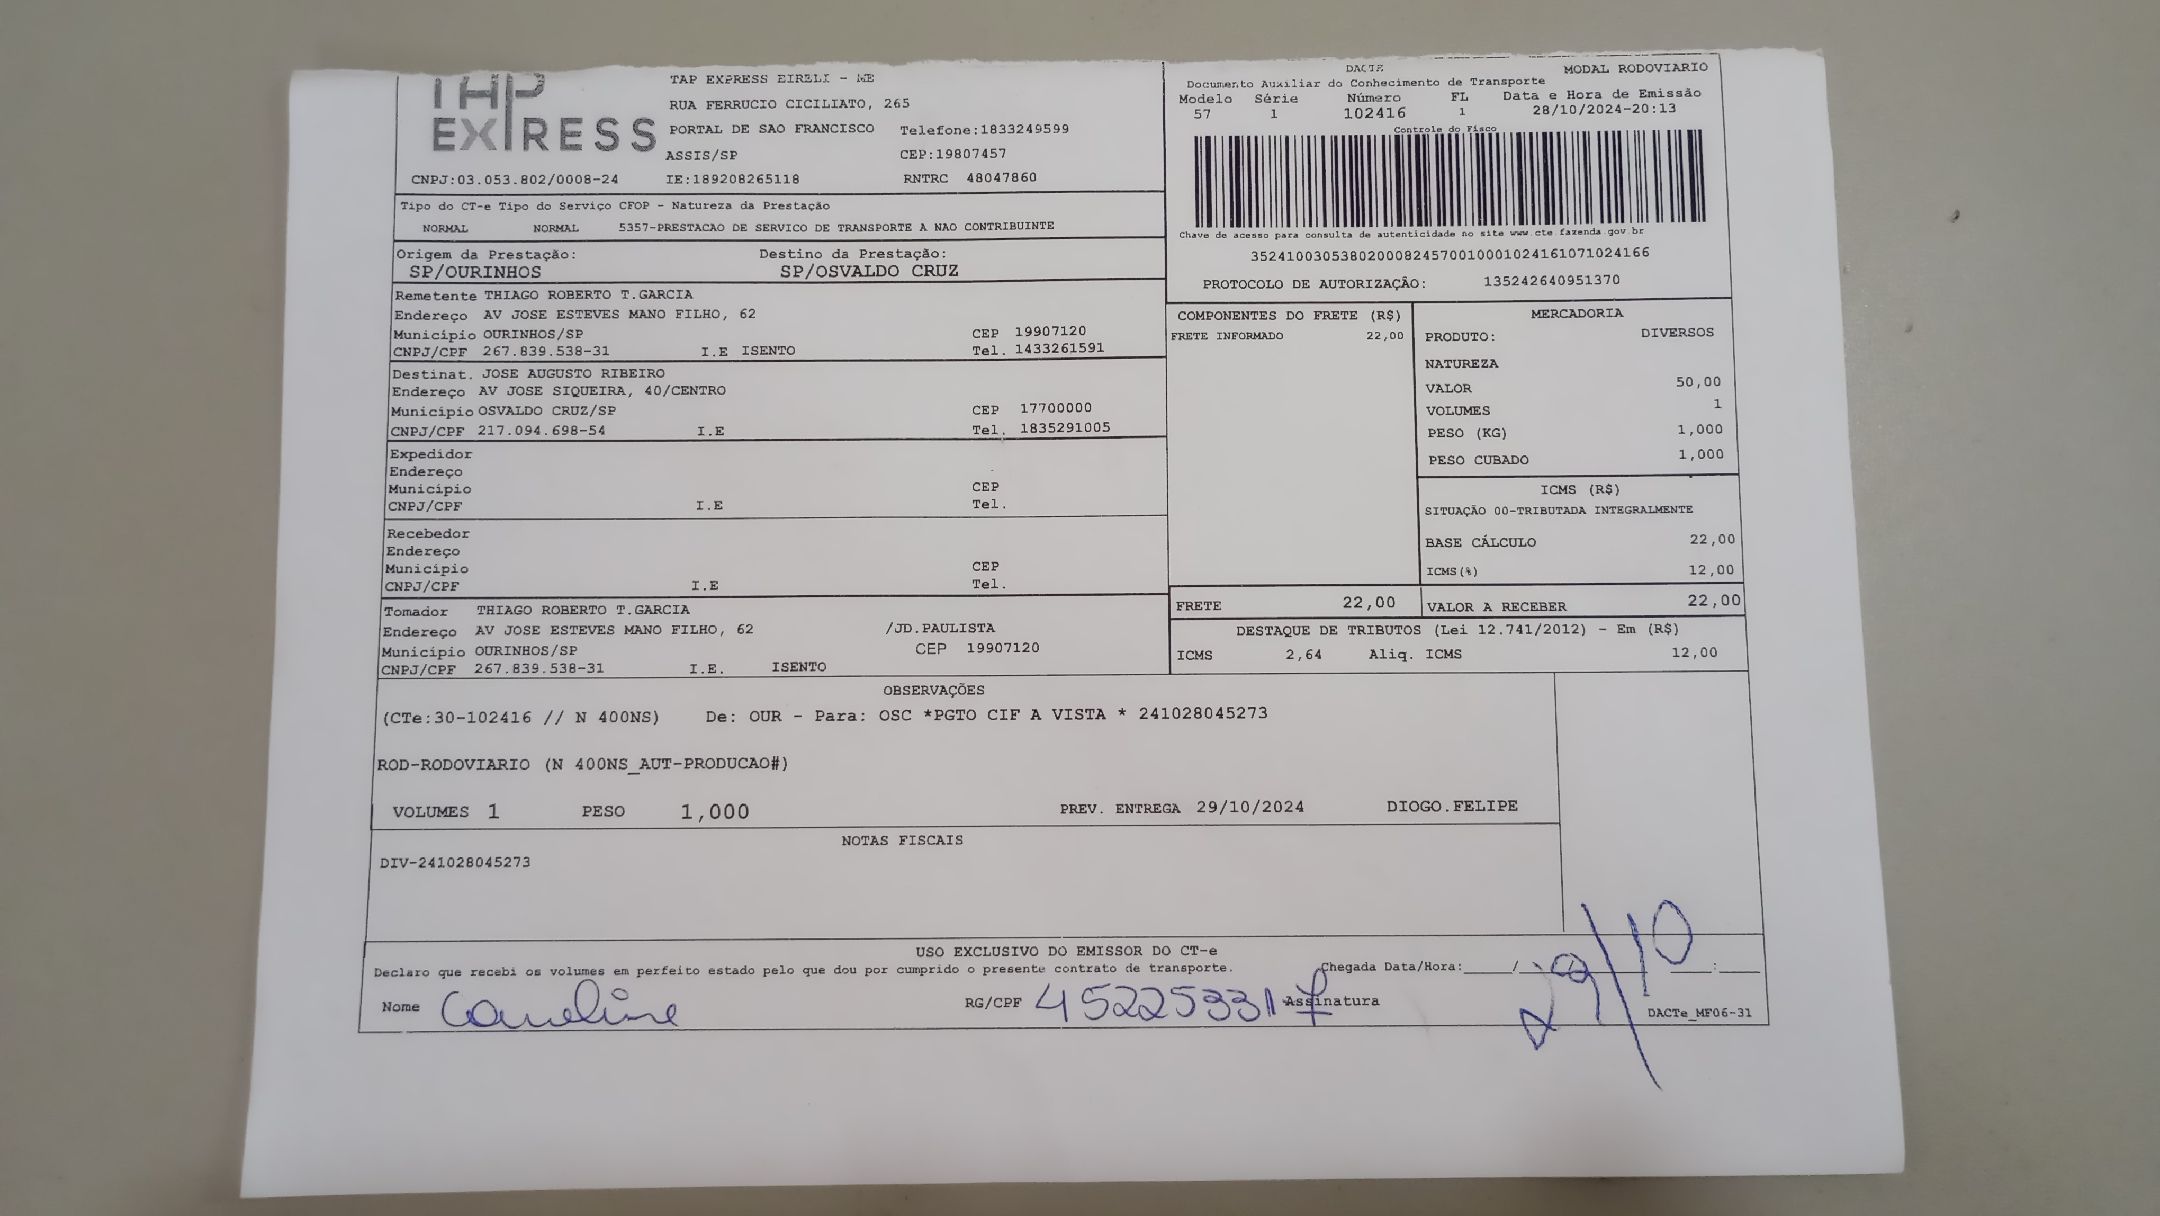 TAP
EXPRESS
TAP EXPRESS EIRELI - ME
RUA FERRUCIO CICILIATO, 265
PORTAL DE SAO FRANCISCO Telefone:1833249599
ASSIS/SP CEP:19807457
CNPJ:03.053.802/0008-24 IE:189208265118 RNTRC 48047860
DACTE MODAL RODOVIARIO
Documento Auxiliar do Conhecimento de Transporte
Modelo Série Número FL Data e Hora de Emissão
57 1 102416 1 28/10/2024-20:13
Controle do Fisco
Chave de acesso para consulta de autenticidade no site www.cte.fazenda.gov.br
35241003053802000824570010001024161071024166
PROTOCOLO DE AUTORIZAÇÃO: 135242640951370
Tipo do CT-e Tipo do Serviço CFOP - Natureza da Prestação
NORMAL NORMAL 5357-PRESTACAO DE SERVICO DE TRANSPORTE A NAO CONTRIBUINTE
Origem da Prestação: Destino da Prestação:
SP/OURINHOS SP/OSVALDO CRUZ
Remetente THIAGO ROBERTO T.GARCIA
Endereço AV JOSE ESTEVES MANO FILHO, 62
Município OURINHOS/SP CEP 19907120
CNPJ/CPF 267.839.538-31 I.E ISENTO Tel. 1433261591
Destinat. JOSE AUGUSTO RIBEIRO
Endereço AV JOSE SIQUEIRA, 40/CENTRO
Município OSVALDO CRUZ/SP CEP 17700000
CNPJ/CPF 217.094.698-54 I.E Tel. 1835291005
Expedidor
Endereço
Município CEP
CNPJ/CPF I.E Tel.
Recebedor
Endereço
Município CEP
CNPJ/CPF I.E Tel.
Tomador THIAGO ROBERTO T.GARCIA
Endereço AV JOSE ESTEVES MANO FILHO, 62 /JD.PAULISTA
Município OURINHOS/SP CEP 19907120
CNPJ/CPF 267.839.538-31 I.E. ISENTO
COMPONENTES DO FRETE (R$)
FRETE INFORMADO 22,00
MERCADORIA
PRODUTO: DIVERSOS
NATUREZA
VALOR 50,00
VOLUMES 1
PESO (KG) 1,000
PESO CUBADO 1,000
ICMS (R$)
SITUAÇÃO 00-TRIBUTADA INTEGRALMENTE
BASE CÁLCULO 22,00
ICMS(%) 12,00
FRETE 22,00 VALOR A RECEBER 22,00
DESTAQUE DE TRIBUTOS (Lei 12.741/2012) - Em (R$)
ICMS 2,64 Aliq. ICMS 12,00
OBSERVAÇÕES
(CTe:30-102416 // N 400NS) De: OUR - Para: OSC *PGTO CIF A VISTA * 241028045273
ROD-RODOVIARIO (N 400NS_AUT-PRODUCAO#)
VOLUMES 1 PESO 1,000 PREV. ENTREGA 29/10/2024 DIOGO.FELIPE
NOTAS FISCAIS
DIV-241028045273
USO EXCLUSIVO DO EMISSOR DO CT-e
Declaro que recebi os volumes em perfeito estado pelo que dou por cumprido o presente contrato de transporte. Chegada Data/Hora:_____/_____ _____:_____
29/10
Nome Caroline RG/CPF 45225331 Assinatura
DACTe_MF06-31